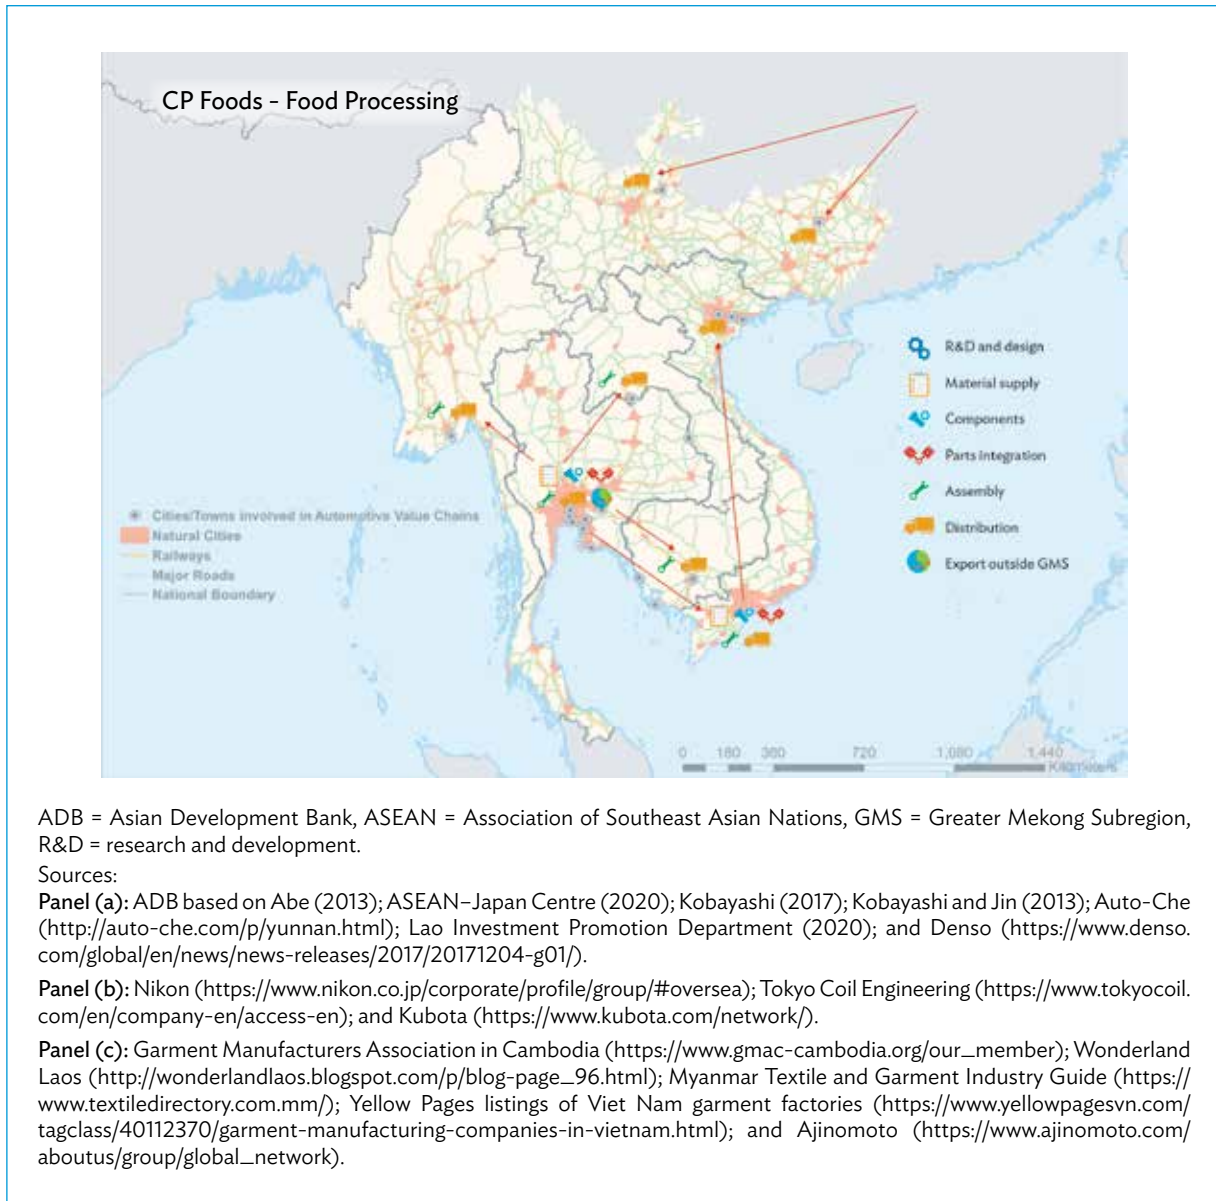 CP Foods - Food Processing
R&D and design
Material supply
Components
Parts integration
Assembly
Distribution
Export outside GMS
Cities/Towns Involved in Automotive Value Chains
Natural Cities
Railways
Major Roads
National Boundary
0 180 360 720 1,080 1,440
Kilometers
ADB = Asian Development Bank, ASEAN = Association of Southeast Asian Nations, GMS = Greater Mekong Subregion,
R&D = research and development.
Sources:
Panel (a): ADB based on Abe (2013); ASEAN–Japan Centre (2020); Kobayashi (2017); Kobayashi and Jin (2013); Auto-Che
(http://auto-che.com/p/yunnan.html); Lao Investment Promotion Department (2020); and Denso (https://www.denso.
com/global/en/news/news-releases/2017/20171204-g01/).
Panel (b): Nikon (https://www.nikon.co.jp/corporate/profile/group/#oversea); Tokyo Coil Engineering (https://www.tokyocoil.
com/en/company-en/access-en); and Kubota (https://www.kubota.com/network/).
Panel (c): Garment Manufacturers Association in Cambodia (https://www.gmac-cambodia.org/our_member); Wonderland
Laos (http://wonderlandlaos.blogspot.com/p/blog-page_96.html); Myanmar Textile and Garment Industry Guide (https://
www.textiledirectory.com.mm/); Yellow Pages listings of Viet Nam garment factories (https://www.yellowpagesvn.com/
tagclass/40112370/garment-manufacturing-companies-in-vietnam.html); and Ajinomoto (https://www.ajinomoto.com/
aboutus/group/global_network).